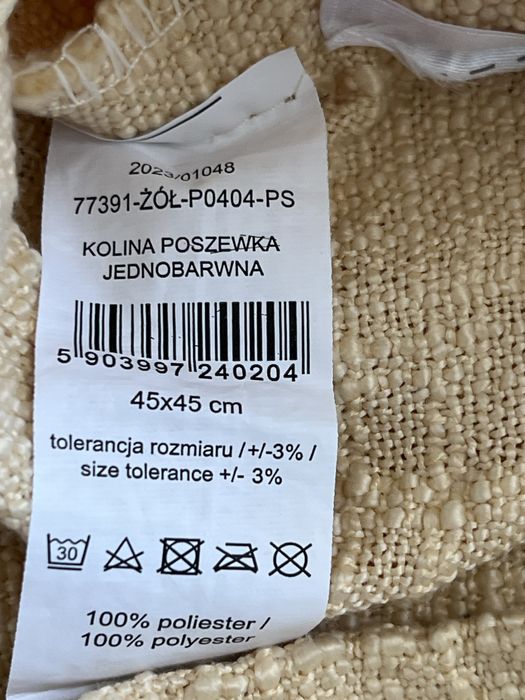 2023/01048
77391-ŻÓŁ-P0404-PS
KOLINA POSZEWKA
JEDNOBARWNA
5 903997 240204
45x45 cm
tolerancja rozmiaru /+/-3% /
size tolerance +/- 3%
30
100% poliester /
100% polyester